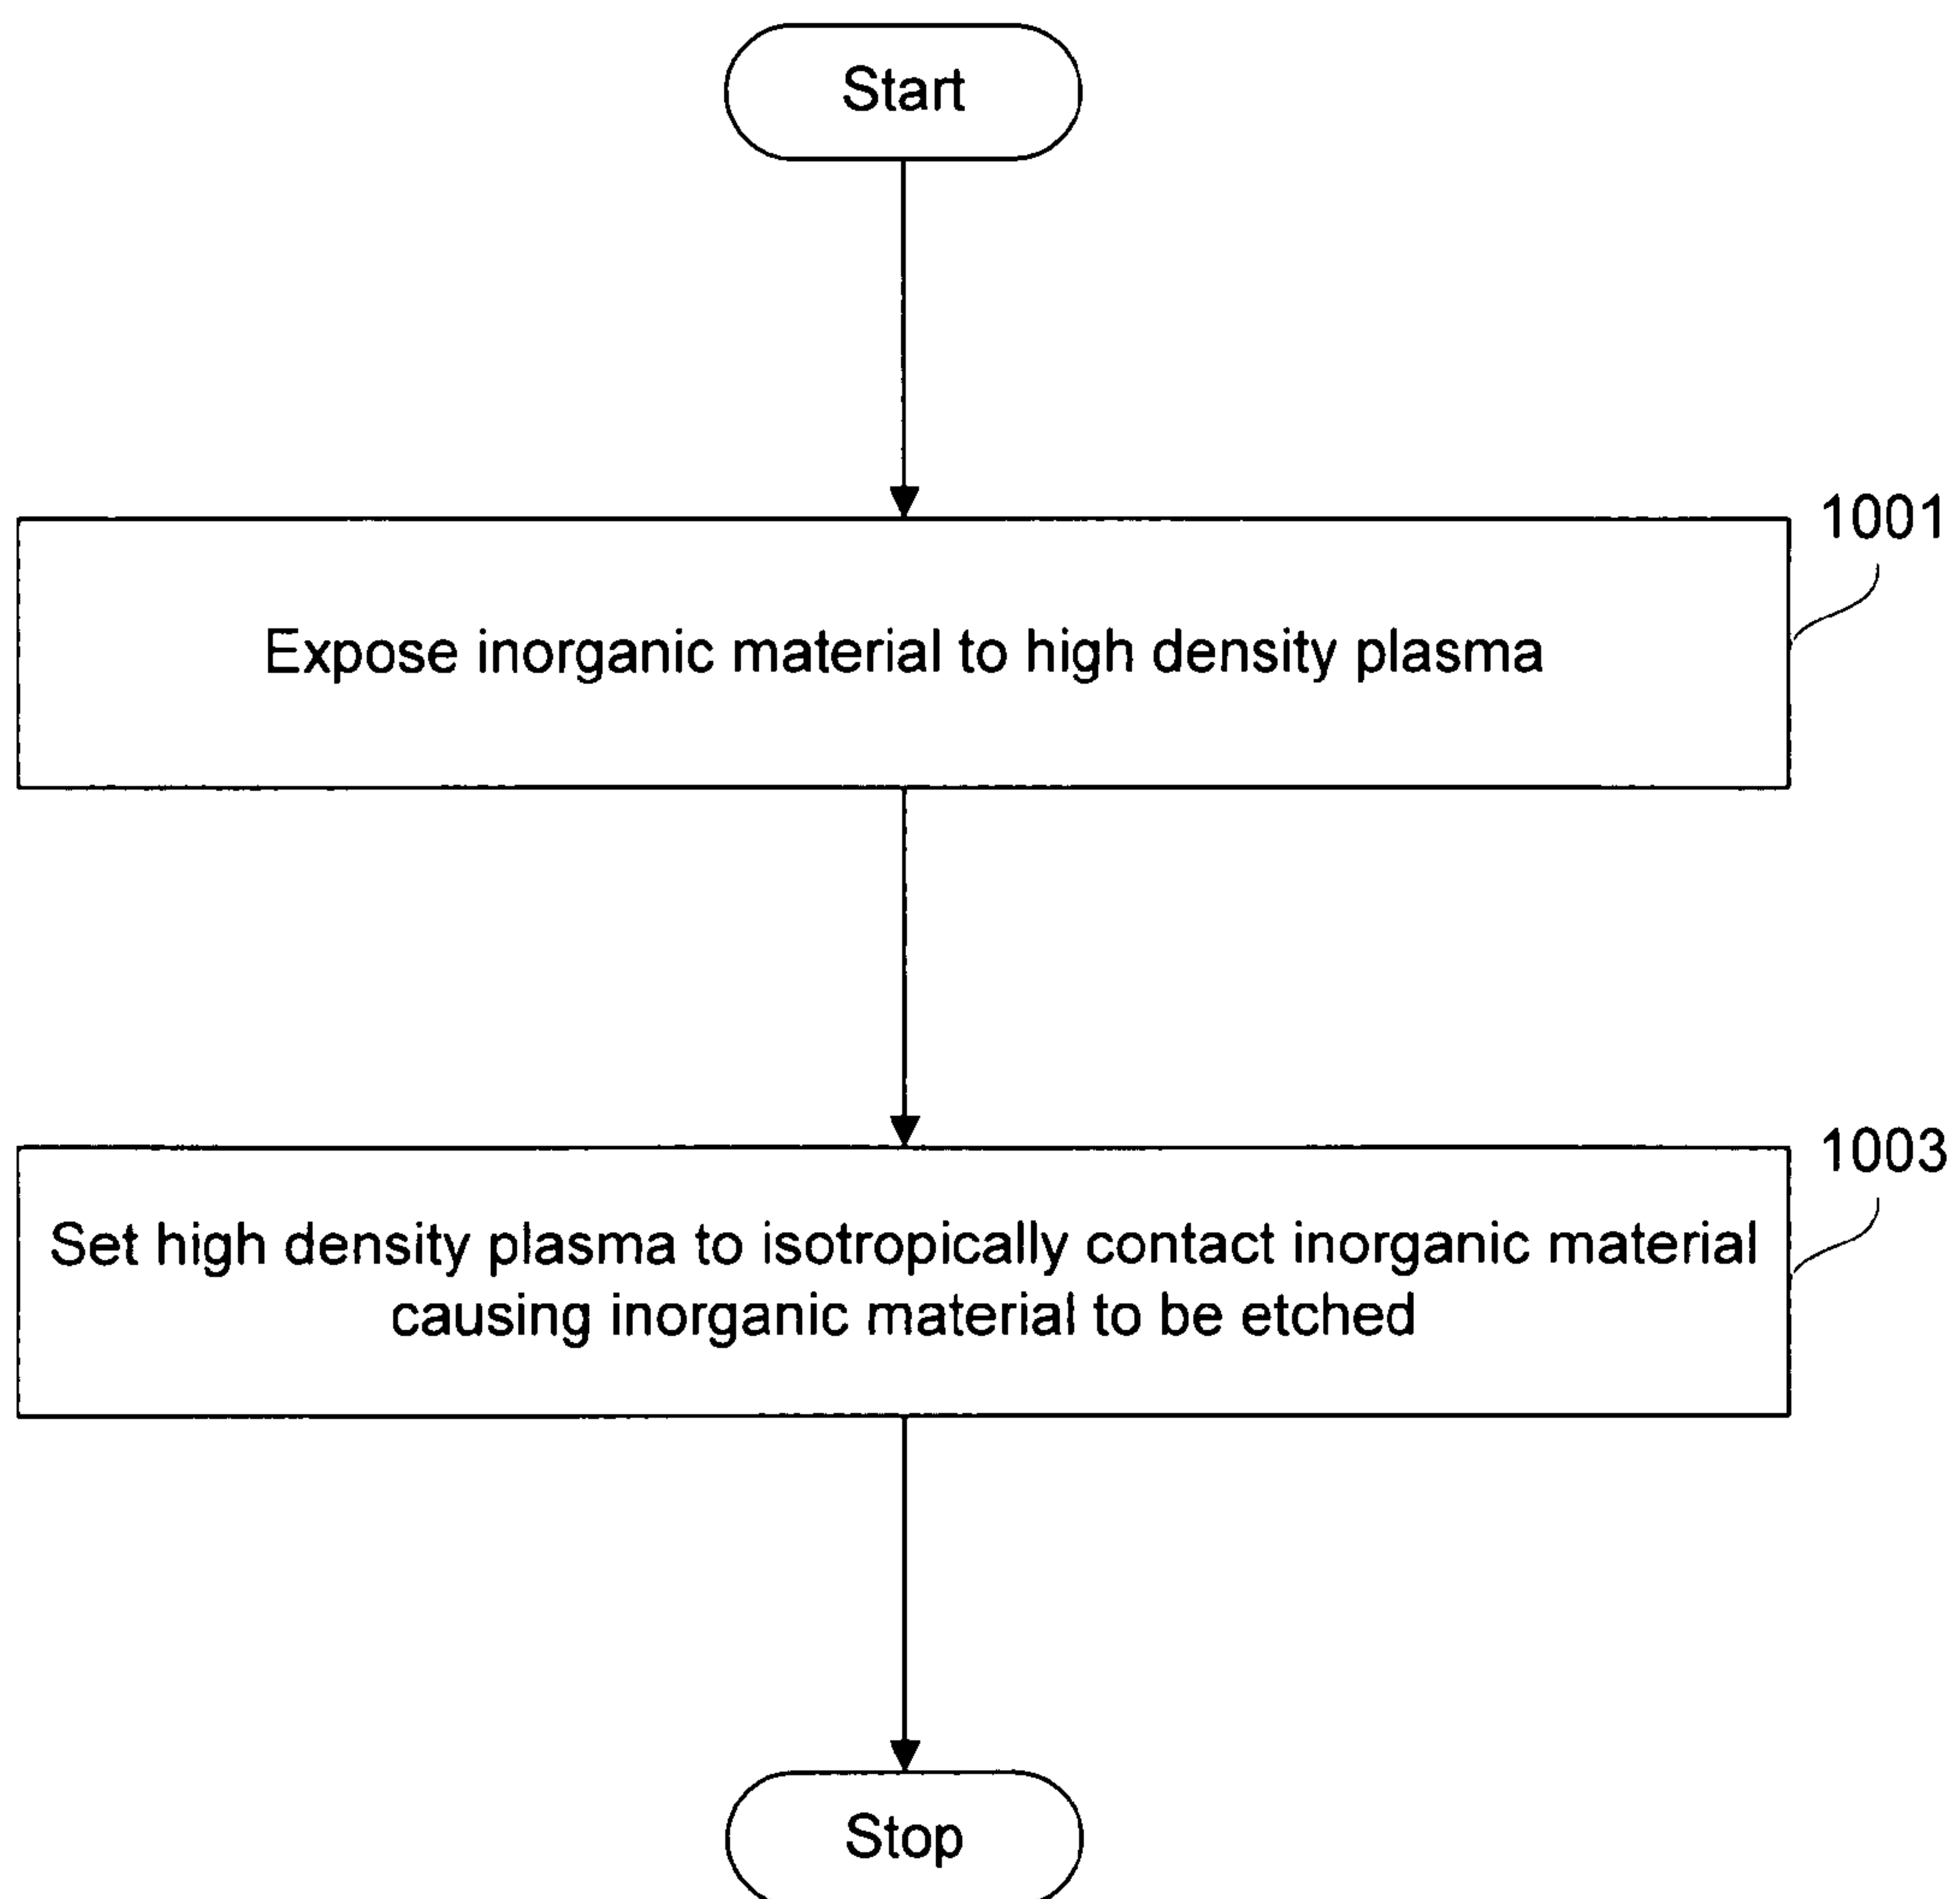 Start
1001
Expose inorganic material to high density plasma
1003
Set high density plasma to isotropically contact inorganic material
causing inorganic material to be etched
Stop